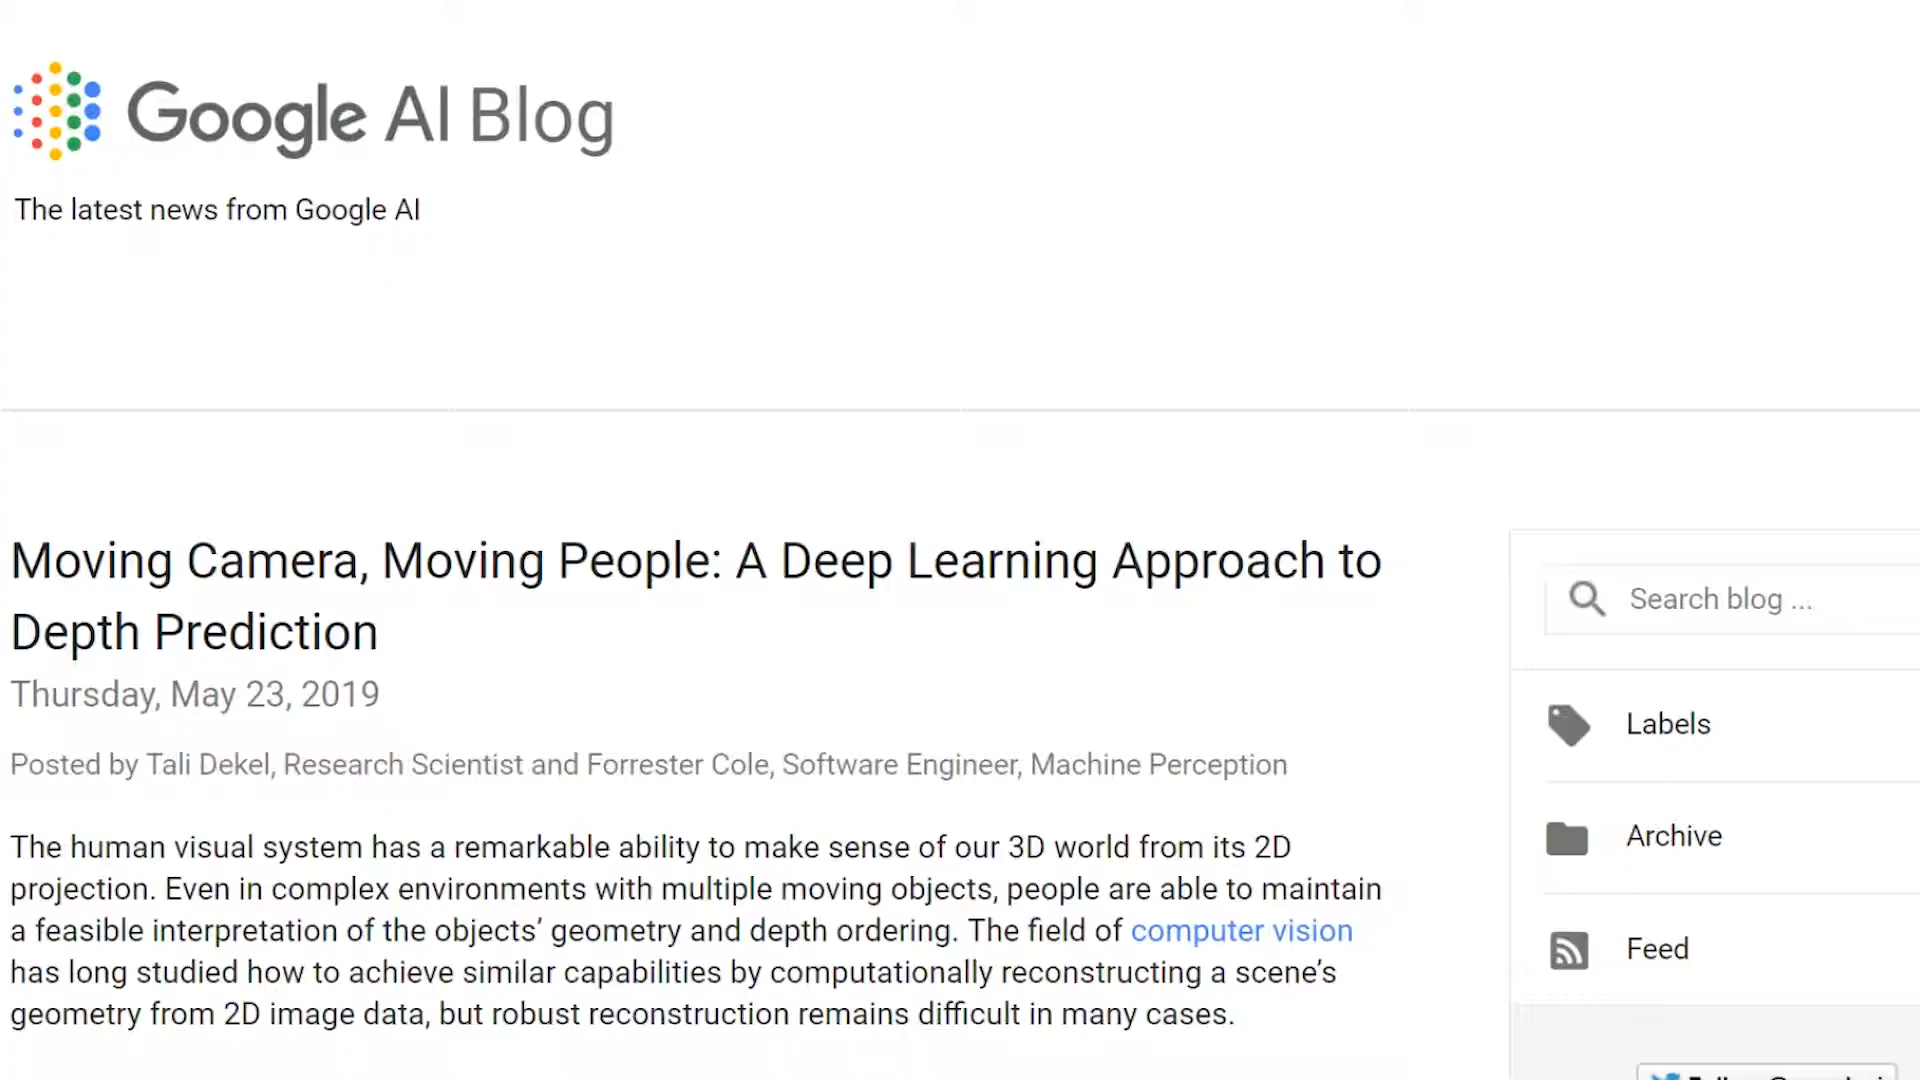 Google AI Blog
The latest news from Google AI
Moving Camera, Moving People: A Deep Learning Approach to
Depth Prediction
Thursday, May 23, 2019
Posted by Tali Dekel, Research Scientist and Forrester Cole, Software Engineer, Machine Perception
The human visual system has a remarkable ability to make sense of our 3D world from its 2D
projection. Even in complex environments with multiple moving objects, people are able to maintain
a feasible interpretation of the objects’ geometry and depth ordering. The field of computer vision
has long studied how to achieve similar capabilities by computationally reconstructing a scene’s
geometry from 2D image data, but robust reconstruction remains difficult in many cases.
Search blog ...
Labels
Archive
Feed